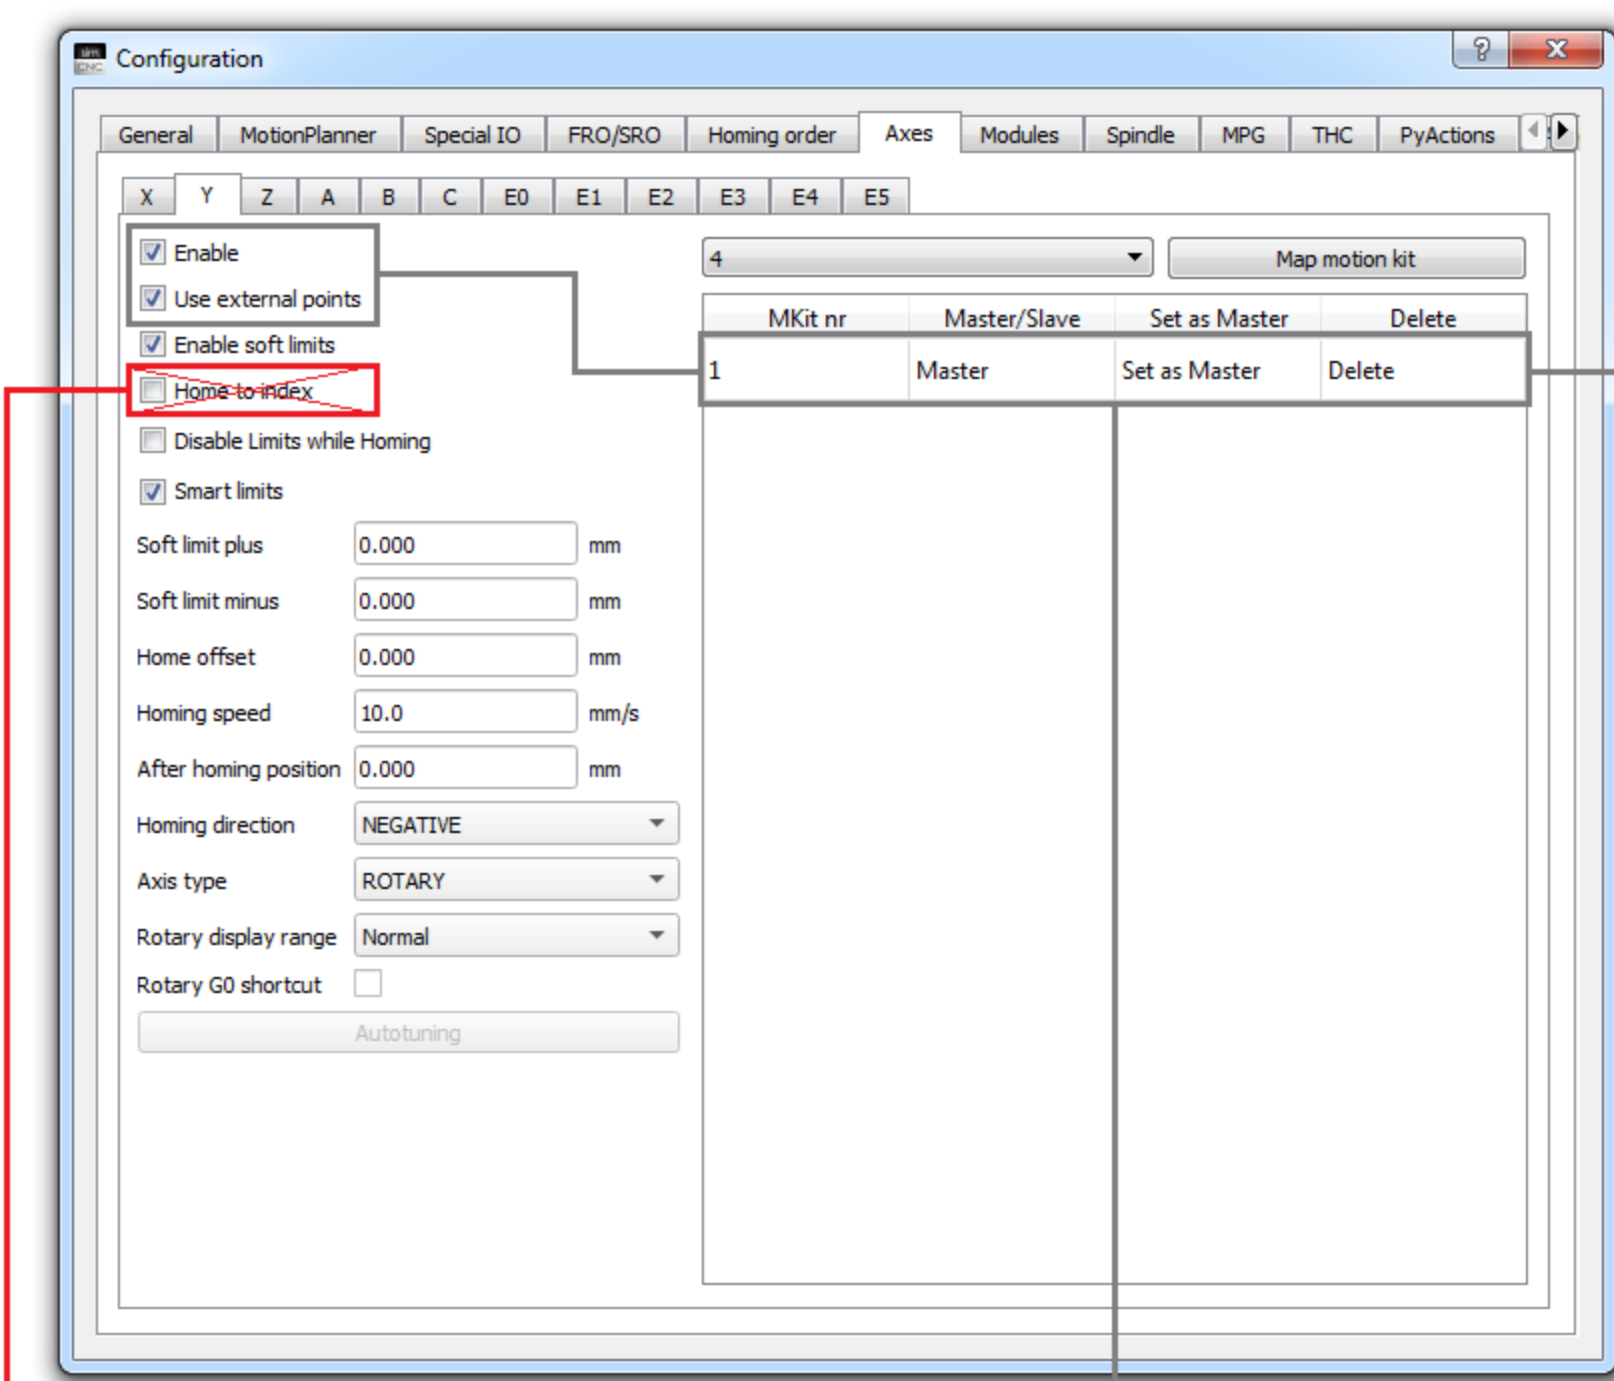 sim
CNC
Configuration
?
X
General MotionPlanner Special IO FRO/SRO Homing order Axes Modules Spindle MPG THC PyActions
X Y Z A B C E0 E1 E2 E3 E4 E5
Enable
Use external points
Enable soft limits
Home to index
Disable Limits while Homing
Smart limits
Soft limit plus 0.000 mm
Soft limit minus 0.000 mm
Home offset 0.000 mm
Homing speed 10.0 mm/s
After homing position 0.000 mm
Homing direction NEGATIVE
Axis type ROTARY
Rotary display range Normal
Rotary G0 shortcut
Autotuning
4 Map motion kit
MKit nr Master/Slave Set as Master Delete
1 Master Set as Master Delete